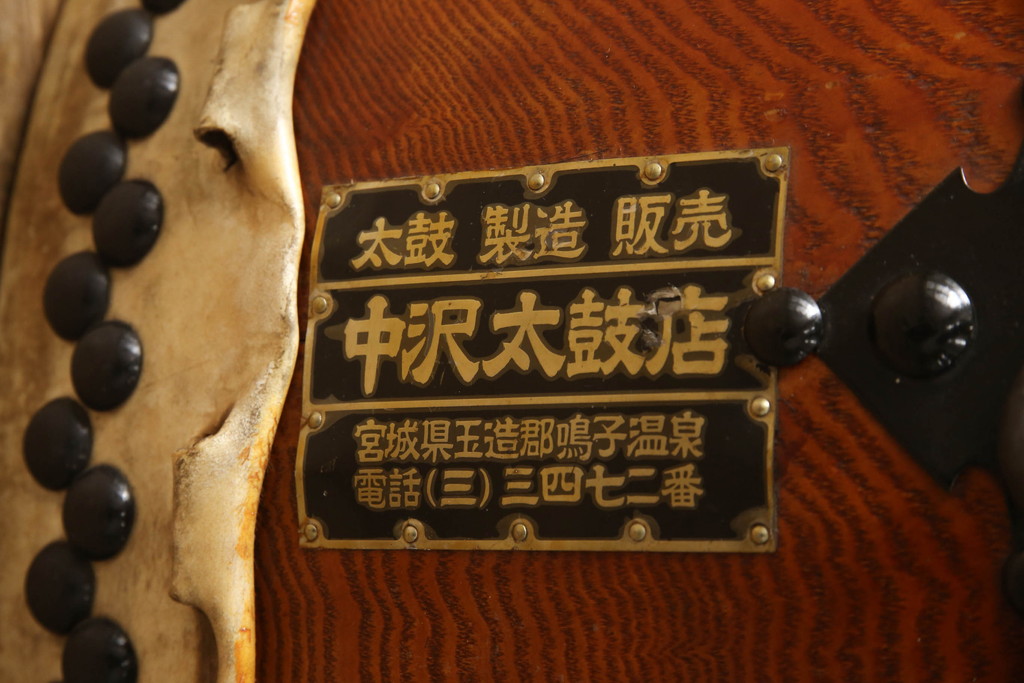 太鼓 製造 販売
中沢太鼓店
宮城県玉造郡鳴子温泉
電話(三)三四七二番